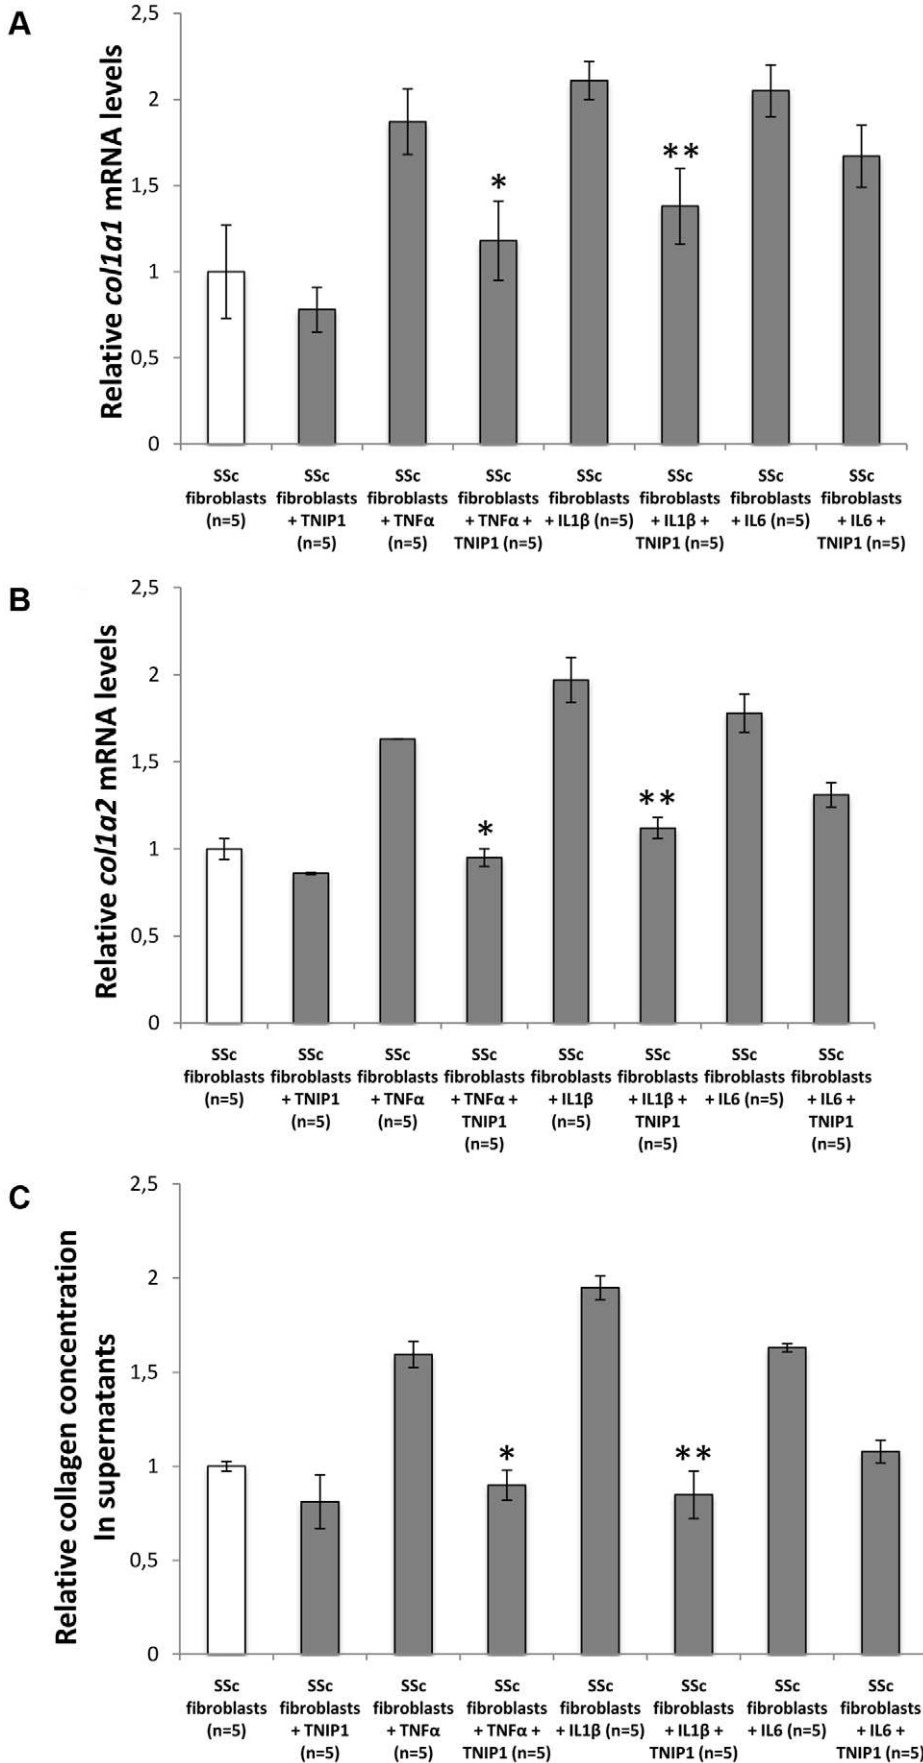 A
Relative col1a1 mRNA levels
2,5
2
1,5
1
0,5
0
*
**
SSc
fibroblasts
(n=5)
SSc
fibroblasts
+ TNIP1
(n=5)
SSc
fibroblasts
+ TNFα
(n=5)
SSc
fibroblasts
+ TNFα +
TNIP1 (n=5)
SSc
fibroblasts
+ IL1β (n=5)
SSc
fibroblasts
+ IL1β +
TNIP1 (n=5)
SSc
fibroblasts
+ IL6 (n=5)
SSc
fibroblasts
+ IL6 +
TNIP1 (n=5)
B
Relative col1a2 mRNA levels
2,5
2
1,5
1
0,5
0
*
**
SSc
fibroblasts
(n=5)
SSc
fibroblasts
+ TNIP1
(n=5)
SSc
fibroblasts
+ TNFα
(n=5)
SSc
fibroblasts
+ TNFα +
TNIP1
(n=5)
SSc
fibroblasts
+ IL1β
(n=5)
SSc
fibroblasts
+ IL1β +
TNIP1
(n=5)
SSc
fibroblasts
+ IL6 (n=5)
SSc
fibroblasts
+ IL6 +
TNIP1
(n=5)
C
Relative collagen concentration
In supernatants
2,5
2
1,5
1
0,5
0
*
**
SSc
fibroblasts
(n=5)
SSc
fibroblasts
+ TNIP1
(n=5)
SSc
fibroblasts
+ TNFα
(n=5)
SSc
fibroblasts
+ TNFα +
TNIP1 (n=5)
SSc
fibroblasts
+ IL1β (n=5)
SSc
fibroblasts
+ IL1β +
TNIP1 (n=5)
SSc
fibroblasts
+ IL6 (n=5)
SSc
fibroblasts
+ IL6 +
TNIP1 (n=5)